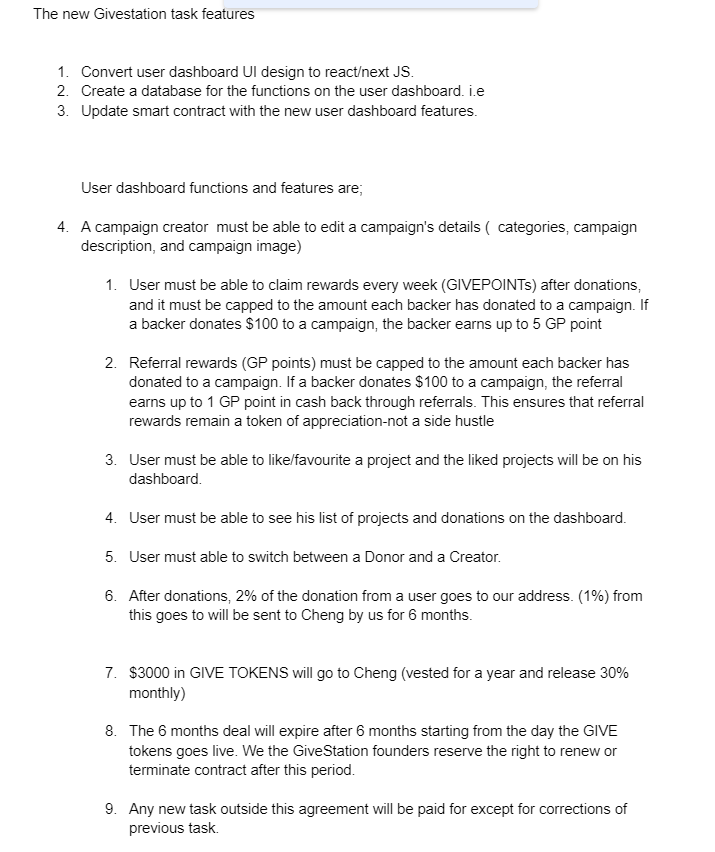 The new Givestation task features
1. Convert user dashboard UI design to react/next JS.
2. Create a database for the functions on the user dashboard. i.e
3. Update smart contract with the new user dashboard features.
User dashboard functions and features are;
4. A campaign creator must be able to edit a campaign's details ( categories, campaign
description, and campaign image)
1. User must be able to claim rewards every week (GIVEPOINTs) after donations,
and it must be capped to the amount each backer has donated to a campaign. If
a backer donates $100 to a campaign, the backer earns up to 5 GP point
2. Referral rewards (GP points) must be capped to the amount each backer has
donated to a campaign. If a backer donates $100 to a campaign, the referral
earns up to 1 GP point in cash back through referrals. This ensures that referral
rewards remain a token of appreciation-not a side hustle
3. User must be able to like/favourite a project and the liked projects will be on his
dashboard.
4. User must be able to see his list of projects and donations on the dashboard.
5. User must able to switch between a Donor and a Creator.
6. After donations, 2% of the donation from a user goes to our address. (1%) from
this goes to will be sent to Cheng by us for 6 months.
7. $3000 in GIVE TOKENS will go to Cheng (vested for a year and release 30%
monthly)
8. The 6 months deal will expire after 6 months starting from the day the GIVE
tokens goes live. We the GiveStation founders reserve the right to renew or
terminate contract after this period.
9. Any new task outside this agreement will be paid for except for corrections of
previous task.